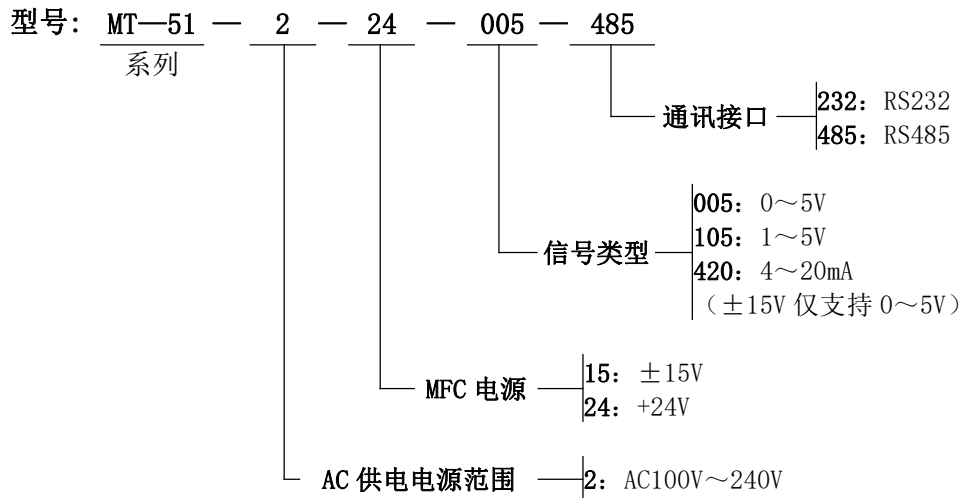 型号: MT—51 — 2 — 24 — 005 — 485
系列
通讯接口
232: RS232
485: RS485
信号类型
005: 0～5V
105: 1～5V
420: 4～20mA
（±15V 仅支持 0～5V）
MFC 电源
15: ±15V
24: +24V
AC 供电电源范围
2: AC100V～240V